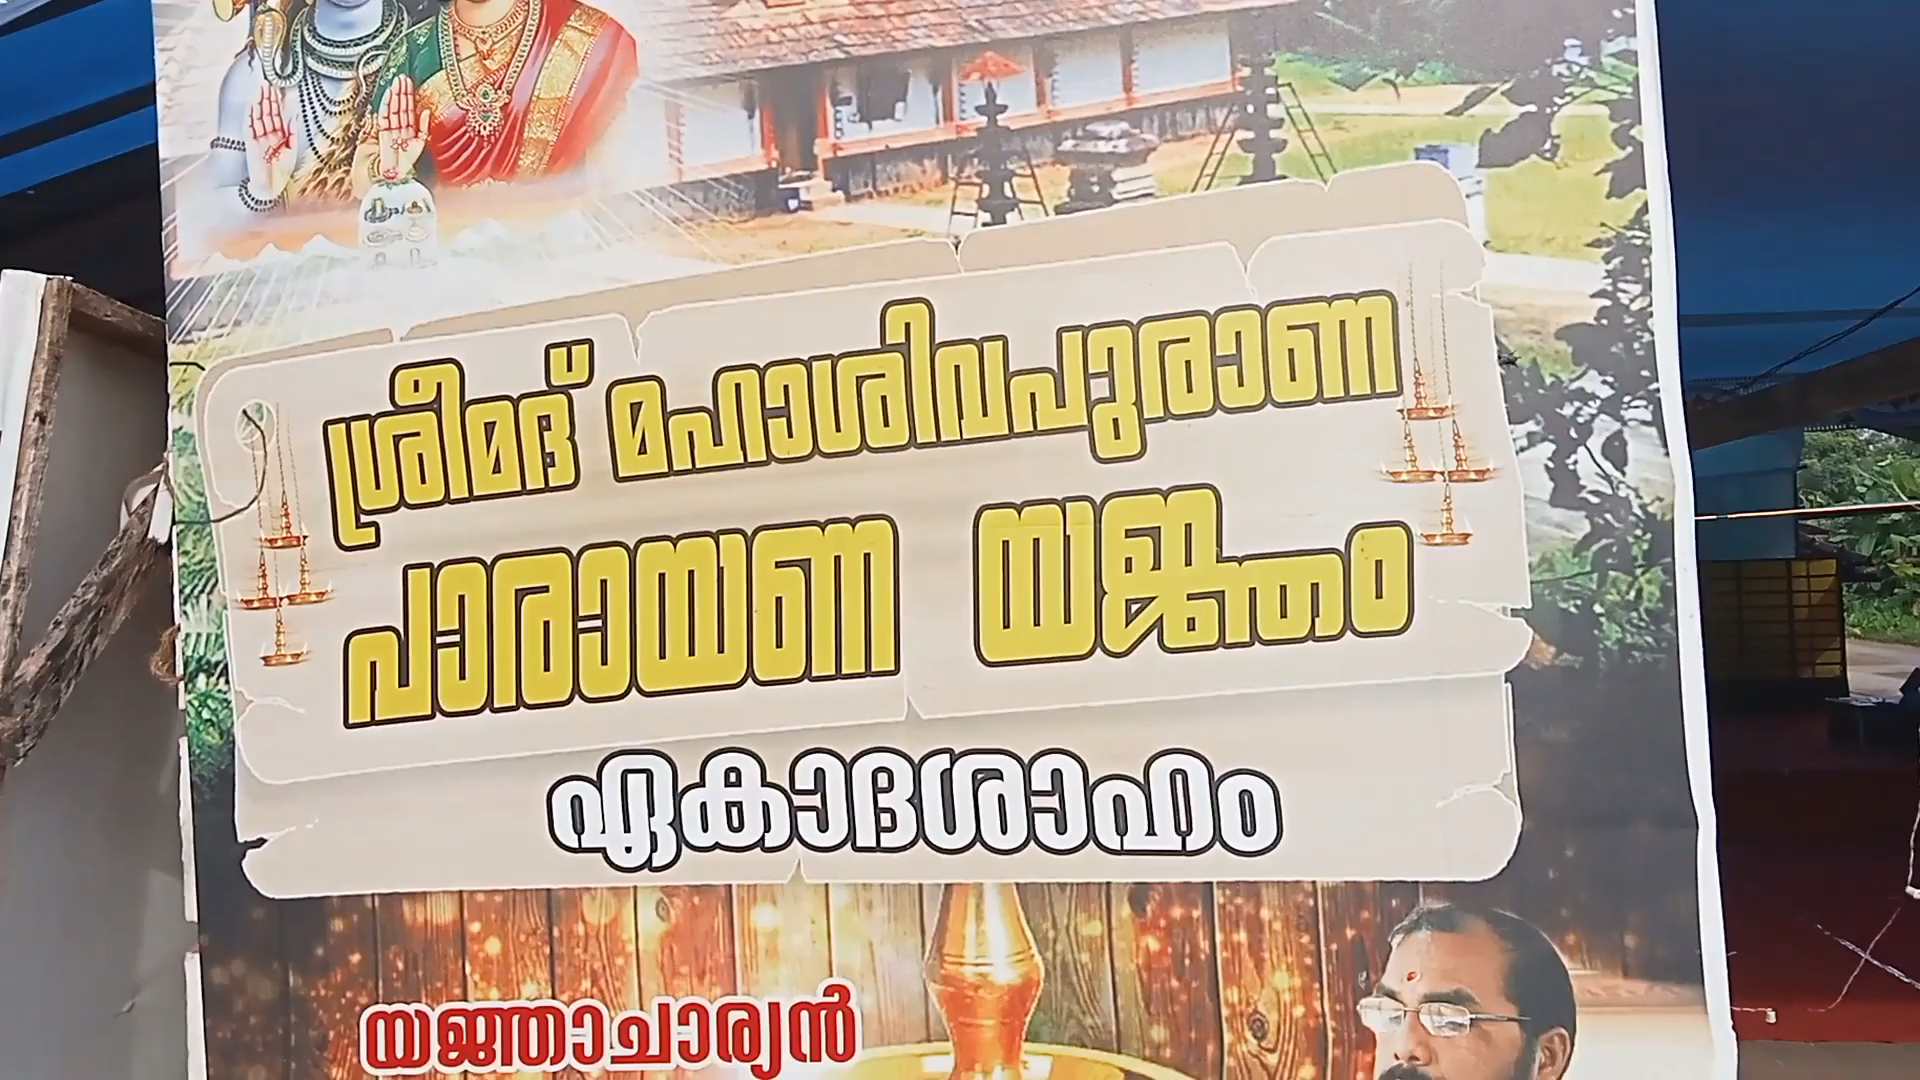 ശ്രീമദ് മഹാശിവപുരാണ
പാരായണ യജ്ഞം
ഏകാദശാഹം
യജ്ഞാചാര്യൻ